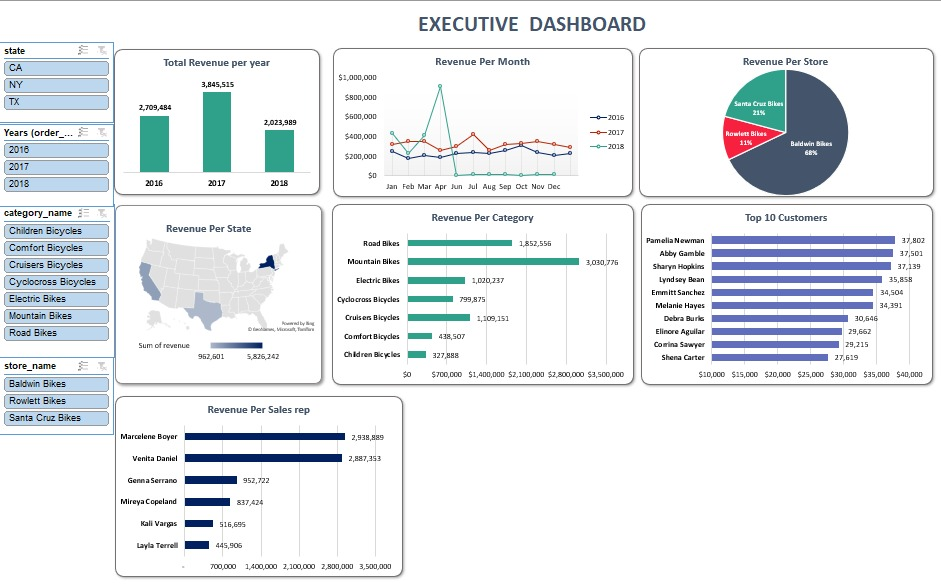 EXECUTIVE DASHBOARD
state
CA
NY
TX
Years (order_...
2016
2017
2018
category_name
Children Bicycles
Comfort Bicycles
Cruisers Bicycles
Cyclocross Bicycles
Electric Bikes
Mountain Bikes
Road Bikes
store_name
Baldwin Bikes
Rowlett Bikes
Santa Cruz Bikes
Total Revenue per year
2,709,484
3,845,515
2,023,989
2016 2017 2018
Revenue Per Month
$1,000,000
$800,000
$600,000
$400,000
$200,000
$0
Jan Feb Mar Apr Jun Jul Aug Sep Oct Nov Dec
2016
2017
2018
Revenue Per Store
Santa Cruz Bikes
21%
Rowlett Bikes
11%
Baldwin Bikes
68%
Revenue Per State
Powered by Bing
© GeoNames, Microsoft, TomTom
Sum of revenue
962,601 5,826,242
Revenue Per Category
Road Bikes 1,852,556
Mountain Bikes 3,030,776
Electric Bikes 1,020,237
Cyclocross Bicycles 799,875
Cruisers Bicycles 1,109,151
Comfort Bicycles 438,507
Children Bicycles 327,888
$0 $700,000 $1,400,000 $2,100,000 $2,800,000 $3,500,000
Top 10 Customers
Pamelia Newman 37,802
Abby Gamble 37,501
Sharyn Hopkins 37,139
Lyndsey Bean 35,858
Emmitt Sanchez 34,504
Melanie Hayes 34,391
Debra Burks 30,646
Elinore Aguilar 29,662
Corrina Sawyer 29,215
Shena Carter 27,619
$10,000 $15,000 $20,000 $25,000 $30,000 $35,000 $40,000
Revenue Per Sales rep
Marcelene Boyer 2,938,889
Venita Daniel 2,887,353
Genna Serrano 952,722
Mireya Copeland 837,424
Kali Vargas 516,695
Layla Terrell 445,906
- 700,000 1,400,000 2,100,000 2,800,000 3,500,000